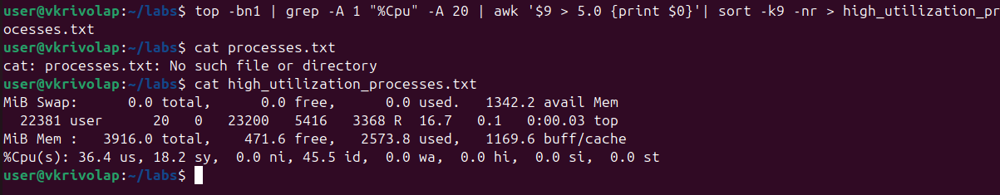 user@vkrivolap:~/labs$ top -bn1 | grep -A 1 "%Cpu" -A 20 | awk '$9 > 5.0 {print $0}'| sort -k9 -nr > high_utilization_pr
ocesses.txt
user@vkrivolap:~/labs$ cat processes.txt
cat: processes.txt: No such file or directory
user@vkrivolap:~/labs$ cat high_utilization_processes.txt
MiB Swap:      0.0 total,      0.0 free,      0.0 used.   1342.2 avail Mem
  22381 user      20   0   23200   5416   3368 R  16.7   0.1   0:00.03 top
MiB Mem :   3916.0 total,    471.6 free,   2573.8 used,   1169.6 buff/cache
%Cpu(s): 36.4 us, 18.2 sy,  0.0 ni, 45.5 id,  0.0 wa,  0.0 hi,  0.0 si,  0.0 st
user@vkrivolap:~/labs$